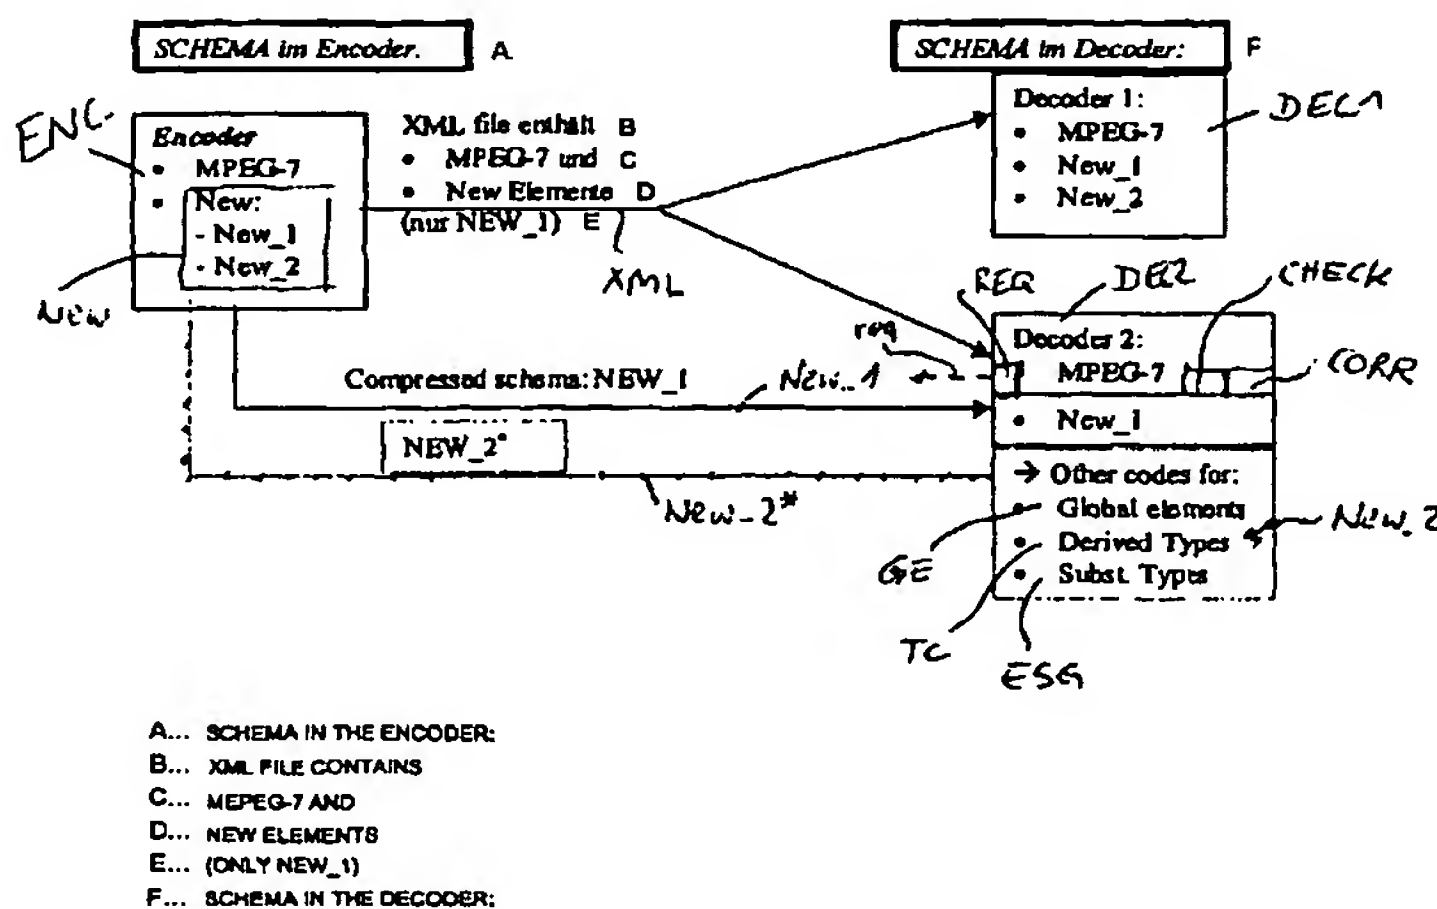 SCHEMA im Encoder. A
SCHEMA im Decoder: F
ENC.
Encoder
• MPEG-7
• New:
- New_1
- New_2
New
XML file enthält B
• MPEG-7 und C
• New Elemente D
(nur NEW_1) E
XML
Decoder 1:
• MPEG-7
• New_1
• New_2
DEC1
REQ
DEC2
CHECK
req
Decoder 2:
MPEG-7
CORR
Compressed schema: NEW_1
New_1
• New_1
NEW_2*
New_2*
→ Other codes for:
• Global elements
• Derived Types
• Subst. Types
New_2
GE
TC
ESG
A... SCHEMA IN THE ENCODER:
B... XML FILE CONTAINS
C... MEPEG-7 AND
D... NEW ELEMENTS
E... (ONLY NEW_1)
F... SCHEMA IN THE DECODER: